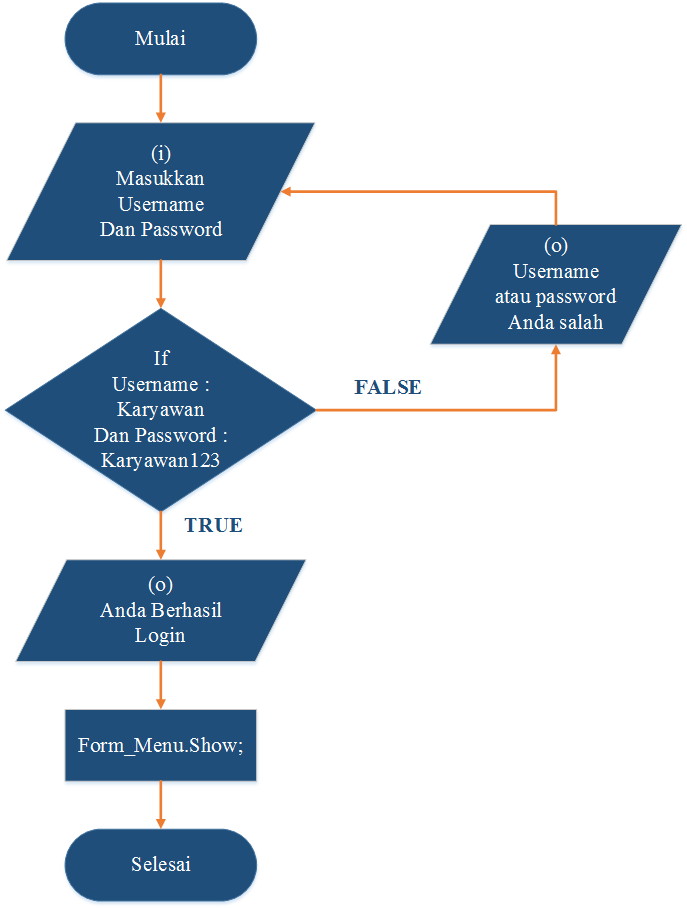 Mulai
(i)
Masukkan
Username
Dan Password
(o)
Username
atau password
Anda salah
If
Username :
Karyawan
Dan Password :
Karyawan123
FALSE
TRUE
(o)
Anda Berhasil
Login
Form_Menu.Show;
Selesai